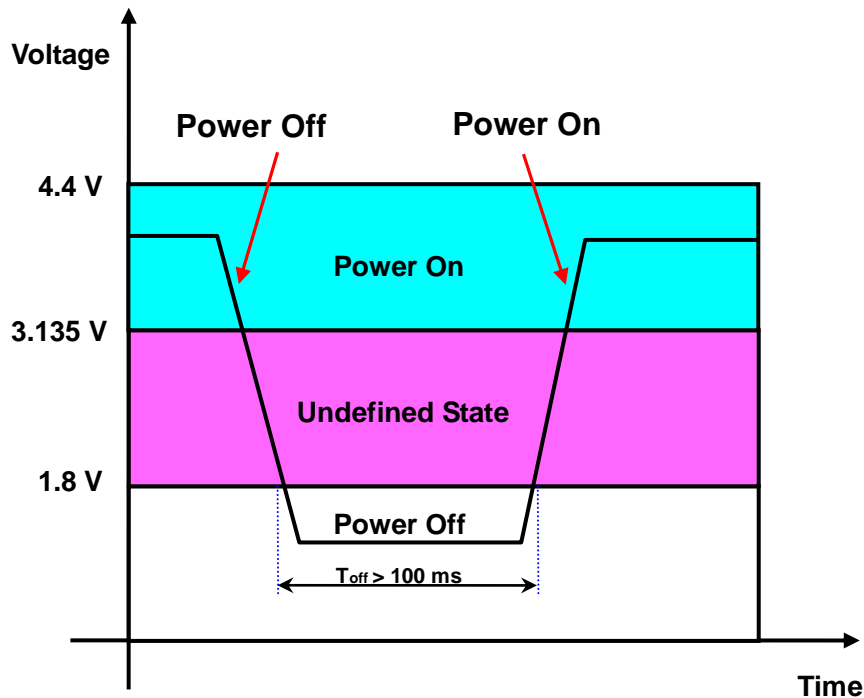 Voltage
Power Off
Power On
4.4 V
Power On
3.135 V
Undefined State
1.8 V
Power Off
Toff > 100 ms
Time